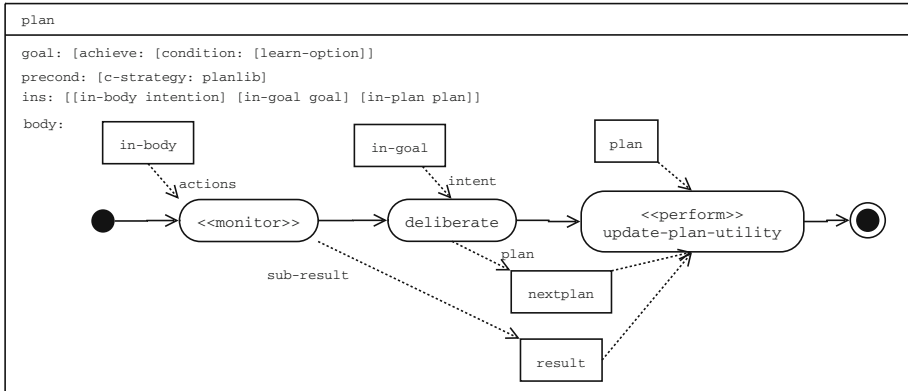 plan
goal: [achieve: [condition: [learn-option]]
precond: [c-strategy: planlib]
ins: [[in-body intention] [in-goal goal] [in-plan plan]]
body:
in-body
in-goal
plan
actions
intent
<<monitor>>
deliberate
<<perform>>
update-plan-utility
plan
sub-result
nextplan
result